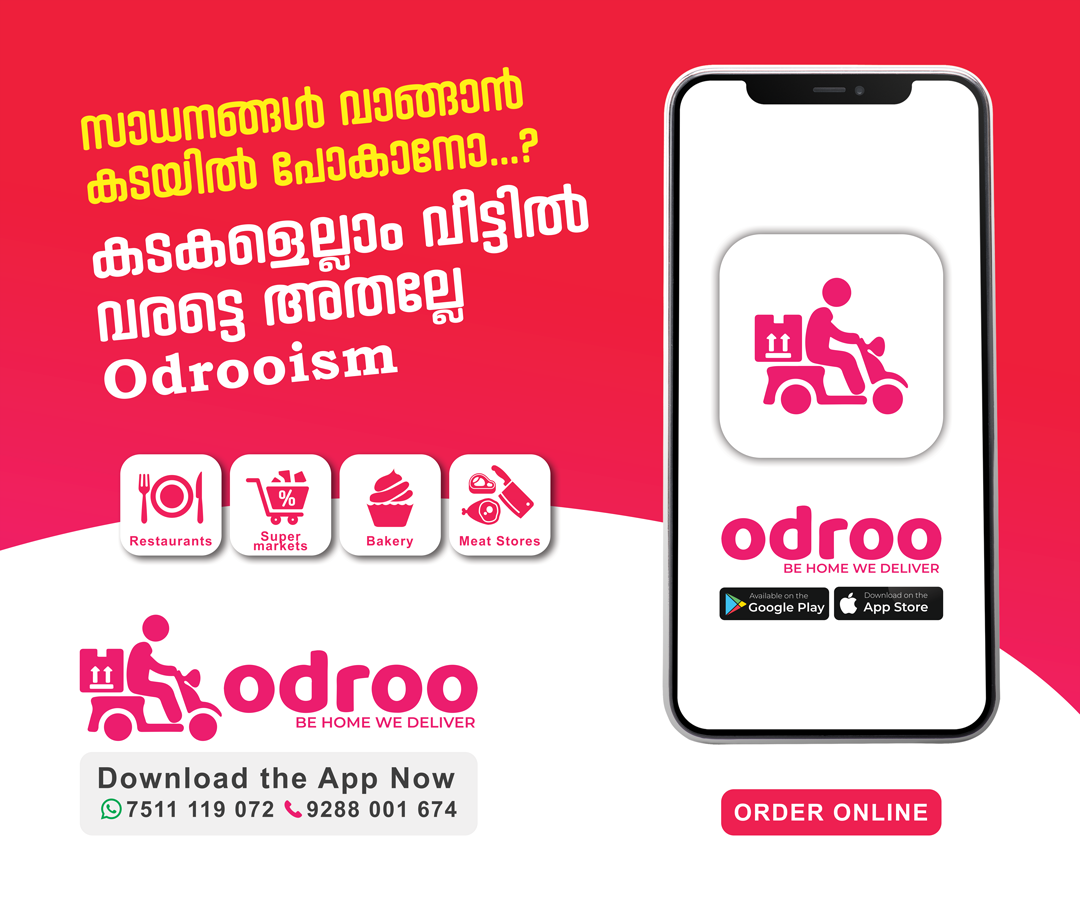 സാധനങ്ങൾ വാങ്ങാൻ
കടയിൽ പോകാനോ...?
കടകളെല്ലാം വീട്ടിൽ
വരട്ടെ അതല്ലേ
Odrooism
Restaurants
Super
markets
%
Bakery
Meat Stores
odroo
BE HOME WE DELIVER
Download the App Now
7511 119 072 9288 001 674
odroo
BE HOME WE DELIVER
Available on the
Google Play
Download on the
App Store
ORDER ONLINE